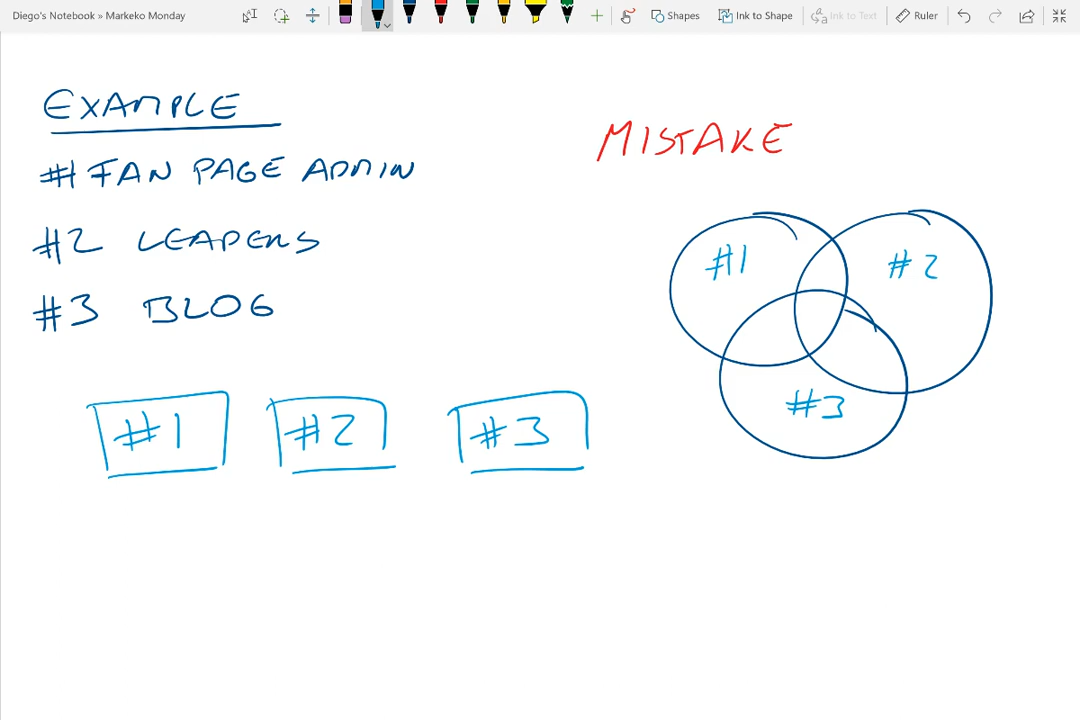 Diego's Notebook » Markeko Monday
Shapes
Ink to Shape
Ink to Text
Ruler
EXAMPLE
#1 FAN PAGE ADMIN
#2 LEADERS
#3 BLOG
#1 #2 #3
MISTAKE
#1 #2
#3